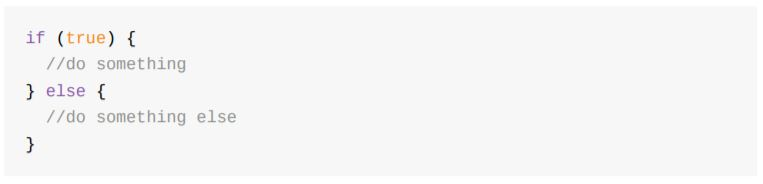 if (true) {
  //do something
} else {
  //do something else
}